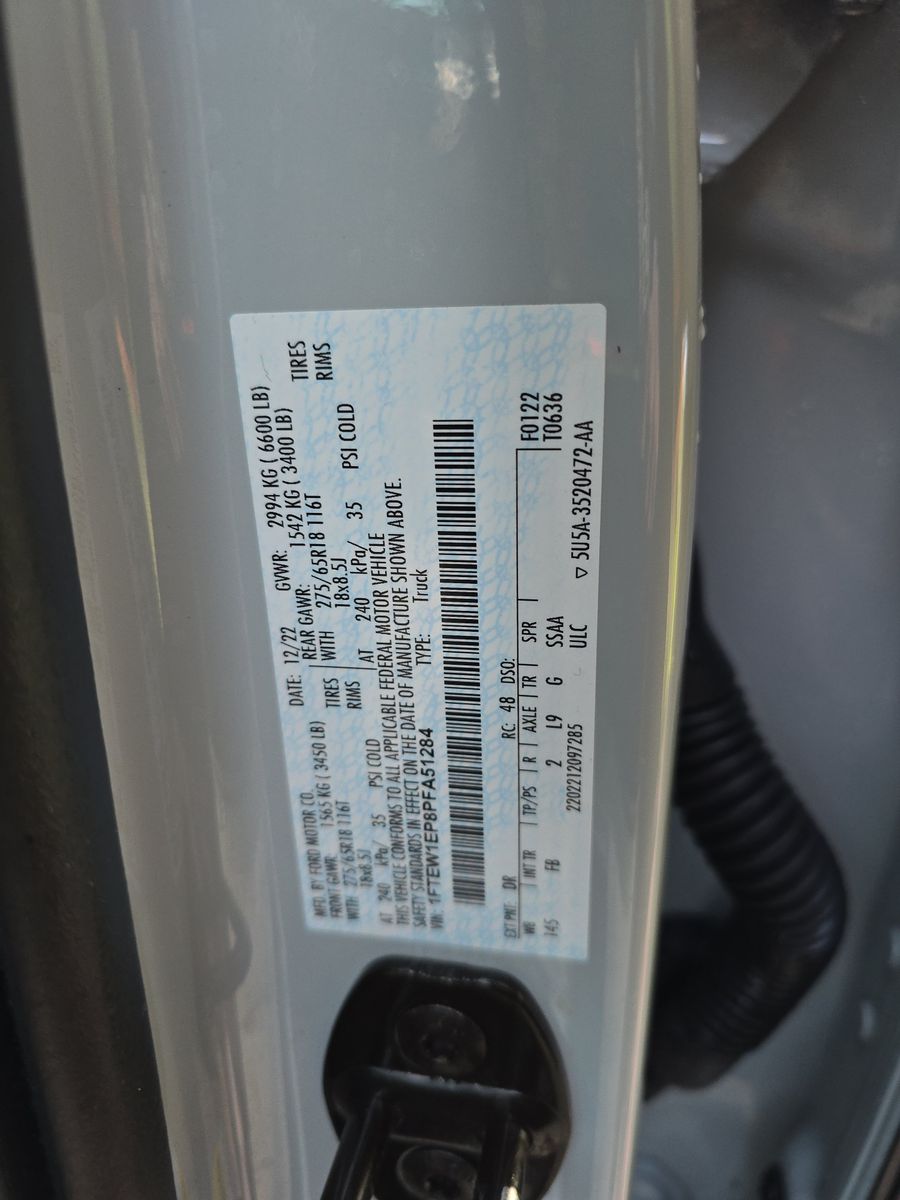 MFD. BY FORD MOTOR CO. DATE: 12/22 GVWR: 2994 KG ( 6600 LB)
FRONT GAWR: 1565 KG ( 3450 LB) REAR GAWR: 1542 KG ( 3400 LB)
WITH 275/65R18 116T TIRES WITH 275/65R18 116T TIRES
18x8.5J RIMS 18x8.5J RIMS
AT 240 kPa/ 35 PSI COLD AT 240 kPa/ 35 PSI COLD
THIS VEHICLE CONFORMS TO ALL APPLICABLE FEDERAL MOTOR VEHICLE
SAFETY STANDARDS IN EFFECT ON THE DATE OF MANUFACTURE SHOWN ABOVE.
VIN: 1FTEW1EP8PFA51284 TYPE: Truck
EXT PNT: DR RC: 48 DSO: F0122
WB INT TR TP/PS R AXLE TR SPR T0636
145 FB 2 L9 G SSAA
2202212097285 ULC ▽ 5U5A-3520472-AA